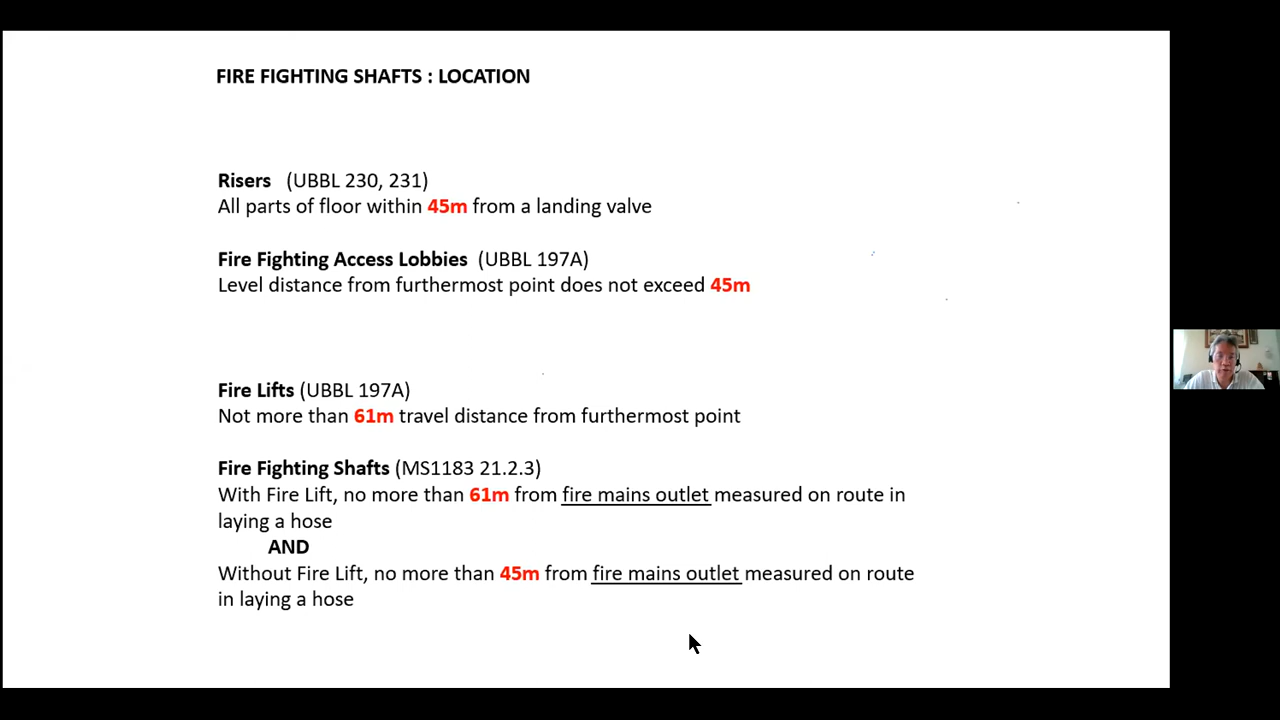 FIRE FIGHTING SHAFTS : LOCATION
Risers (UBBL 230, 231)
All parts of floor within 45m from a landing valve
Fire Fighting Access Lobbies (UBBL 197A)
Level distance from furthermost point does not exceed 45m
Fire Lifts (UBBL 197A)
Not more than 61m travel distance from furthermost point
Fire Fighting Shafts (MS1183 21.2.3)
With Fire Lift, no more than 61m from fire mains outlet measured on route in
laying a hose
AND
Without Fire Lift, no more than 45m from fire mains outlet measured on route
in laying a hose